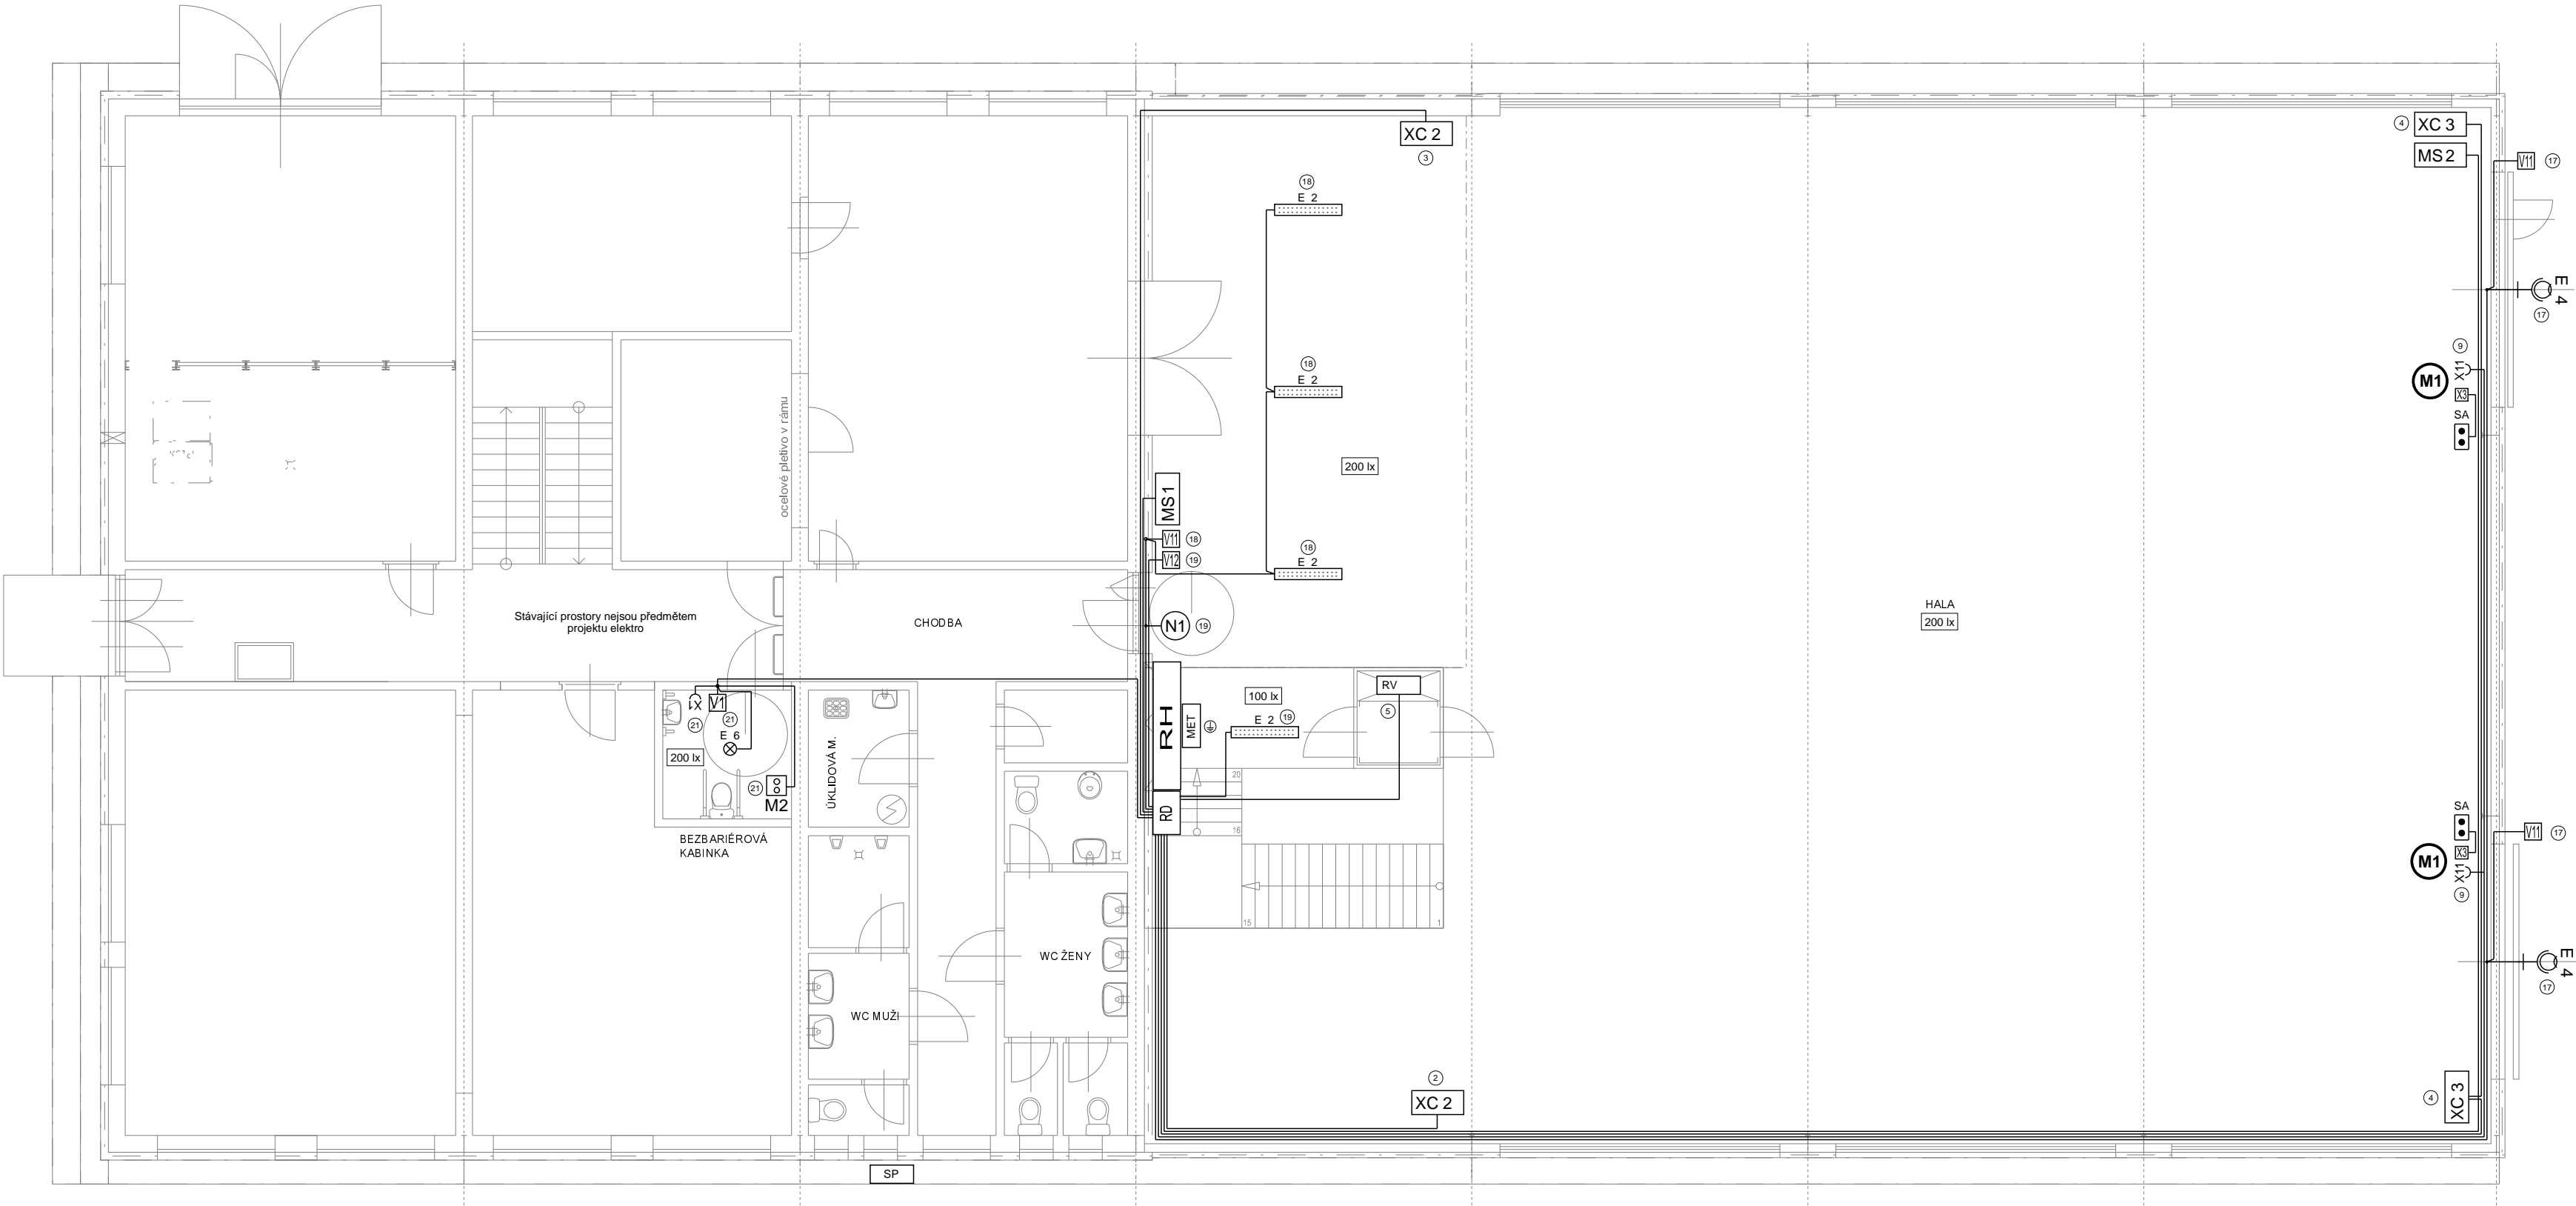 XC 2
3
4
XC 3
MS 2
V11
17
18
E 2
E 4
17
18
E 2
9
X11
M1
X3
SA
ocelové pletivo v rámu
200 lx
MS 1
V11
18
V12
19
18
E 2
Stávající prostory nejsou předmětem
projektu elektro
CHODBA
N1
19
HALA
200 lx
X1
V1
21
21
E 6
200 lx
21
M2
BEZBARIÉROVÁ
KABINKA
ÚKLIDOVÁ M.
RH
MET
100 lx
E 2
19
RV
5
RD
20
16
15
1
SA
V11
17
X3
M1
X11
9
WC ŽENY
WC MUŽI
E 4
17
2
XC 2
4
XC 3
SP